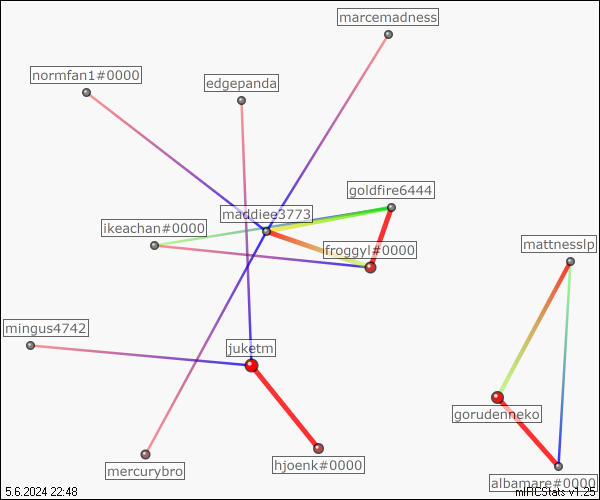 marcemadness
normfan1#0000
edgepanda
goldfire6444
maddiee3773
ikeachan#0000
froggyl#0000
mattnesslp
mingus4742
juketm
gorudenneko
hjoenk#0000
mercurybro
albamare#0000
5.6.2024 22:48
mIRCStats v1.25